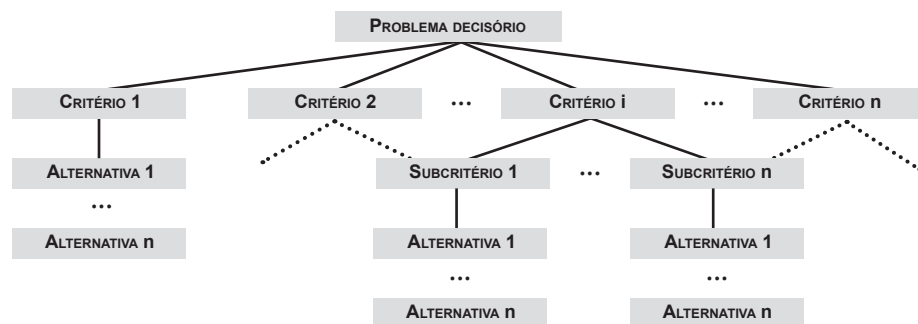 Problema decisório
Critério 1 Critério 2 ... Critério i ... Critério n
Alternativa 1 Subcritério 1 ... Subcritério n
...
Alternativa n Alternativa 1 Alternativa 1
... ...
Alternativa n Alternativa n